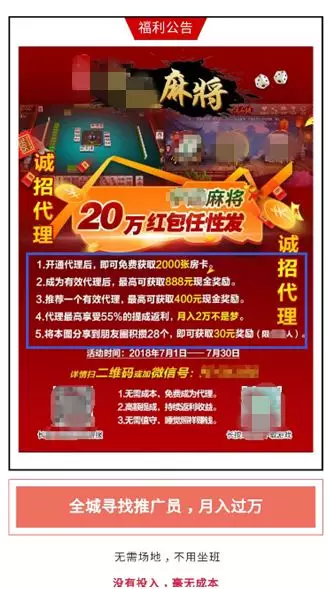 福利公告
麻将
诚招代理
诚招代理
麻将
20万红包任性发
1.开通代理后，即可免费获取2000张房卡。
2.成为有效代理后，最高可获取888元现金奖励。
3.推荐一个有效代理，最高可获取400元现金奖励。
4.代理最高享受55%的提成返利，月入2万不是梦。
5.将本图分享到朋友圈积攒28个，即可获取30元奖励(限 人)。
活动时间：2018年7月1日——7月30日
详情扫二维码或加微信号：
1.无需成本，免费成为代理。
2.高额提成，持续返利收益。
3.无需值守，睡觉照样赚钱。
全城寻找推广员，月入过万
无需场地，不用坐班
没有投入，毫无成本